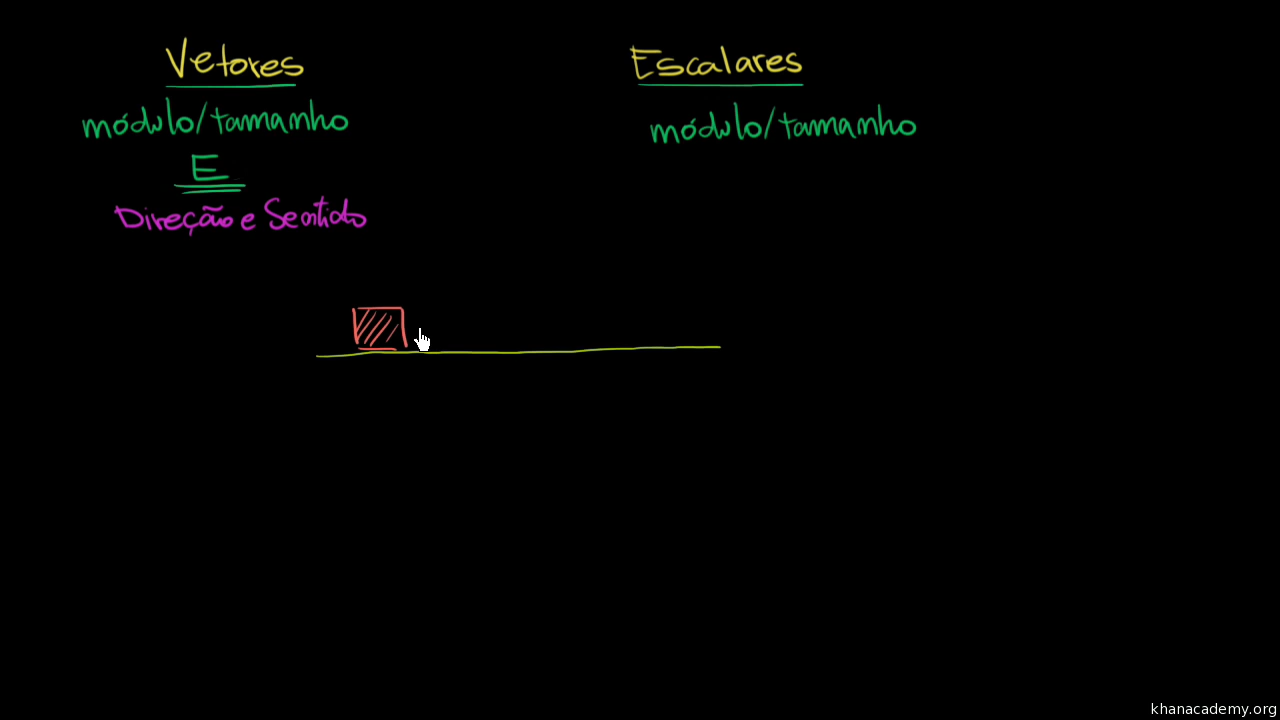 Vetores
módulo/tamanho
E
Direção e Sentido
Escalares
módulo/tamanho
khanacademy.org